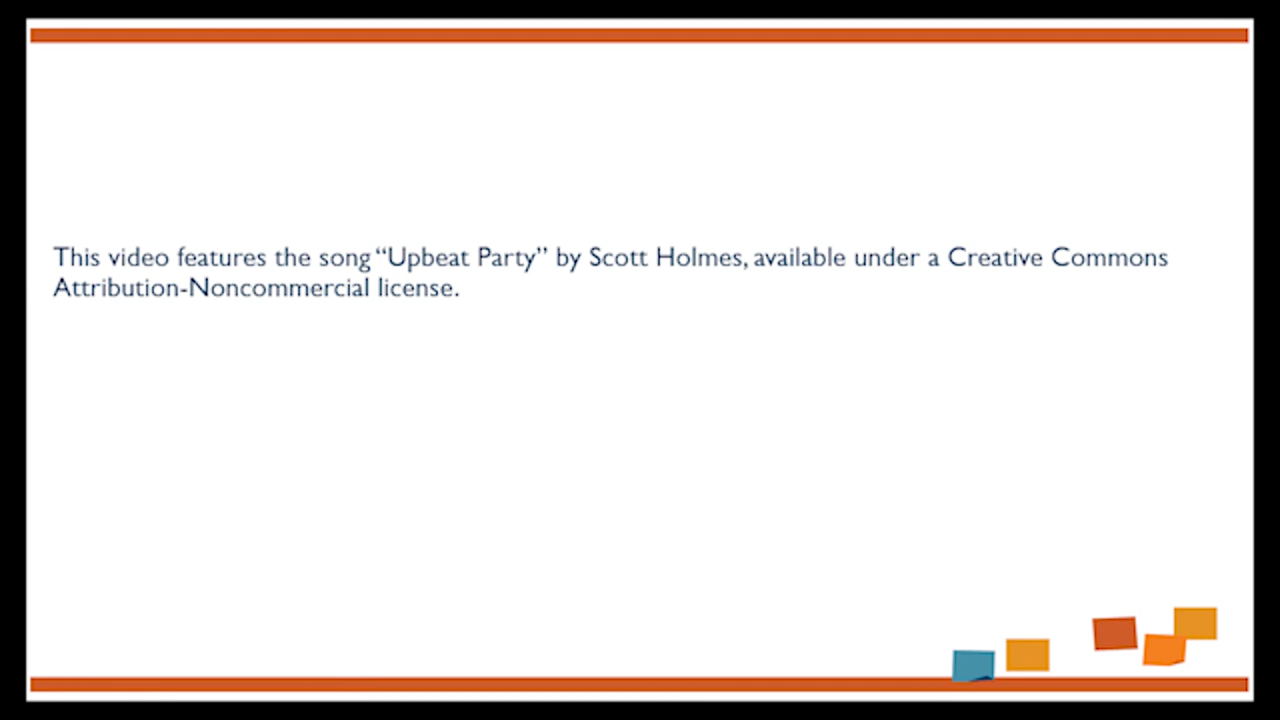 This video features the song “Upbeat Party” by Scott Holmes, available under a Creative Commons
Attribution-Noncommercial license.